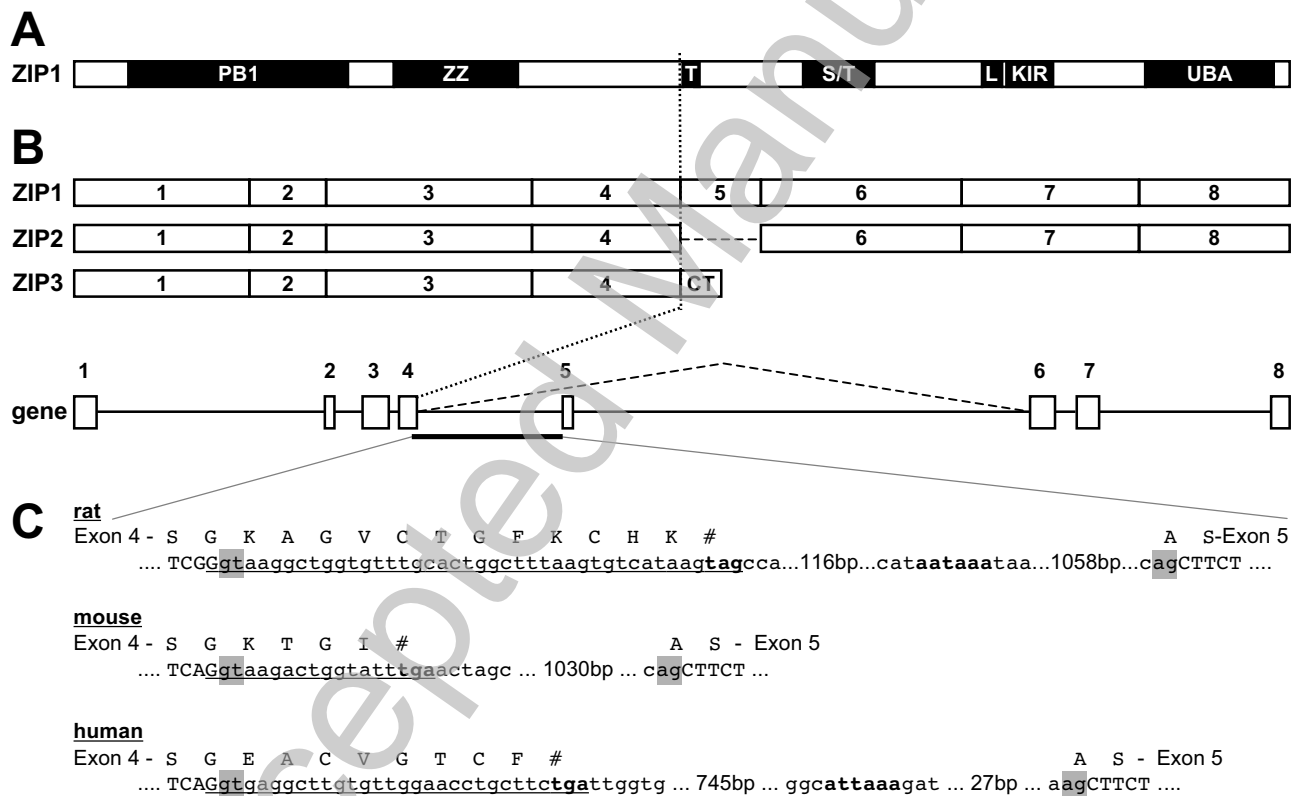 A
ZIP1 PB1 ZZ T S/T L KIR UBA
B
ZIP1 1 2 3 4 5 6 7 8
ZIP2 1 2 3 4 6 7 8
ZIP3 1 2 3 4 CT
1 2 3 4 5 6 7 8
gene
C
rat
Exon 4 - S G K A G V C T G F K C H K # A S-Exon 5
.... TCGGgtaaggctggtgtttgcactggctttaagtgtcataagtagcca...116bp...cataataaataa...1058bp...cagCTTCT ....
mouse
Exon 4 - S G K T G I # A S - Exon 5
.... TCAGgtaagactggtatttgaactagc ... 1030bp ... cagCTTCT ...
human
Exon 4 - S G E A C V G T C F # A S - Exon 5
.... TCAGgtgaggcttgtgttggaacctgcttctgattggtg ... 745bp ... ggcattaaagat ... 27bp ... aagCTTCT ....
cepted Manu